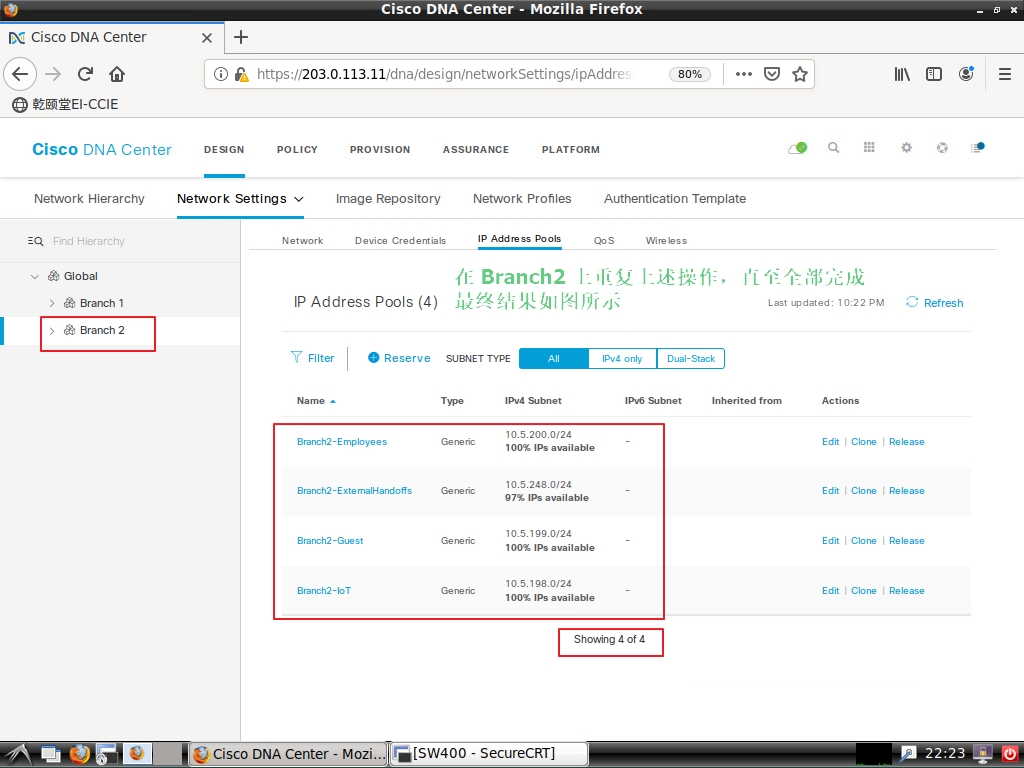 Cisco DNA Center - Mozilla Firefox
Cisco DNA Center
https://203.0.113.11/dna/design/networkSettings/ipAddres
80%
乾颐堂EI-CCIE
Cisco DNA Center
DESIGN POLICY PROVISION ASSURANCE PLATFORM
Network Hierarchy Network Settings Image Repository Network Profiles Authentication Template
Find Hierarchy
Global
Branch 1
Branch 2
Network Device Credentials IP Address Pools QoS Wireless
在 Branch2 上重复上述操作，直至全部完成
最终结果如图所示
IP Address Pools (4)
Last updated: 10:22 PM Refresh
Filter Reserve SUBNET TYPE All IPv4 only Dual-Stack
Name Type IPv4 Subnet IPv6 Subnet Inherited from Actions
Branch2-Employees Generic 10.5.200.0/24 100% IPs available - Edit | Clone | Release
Branch2-ExternalHandoffs Generic 10.5.248.0/24 97% IPs available - Edit | Clone | Release
Branch2-Guest Generic 10.5.199.0/24 100% IPs available - Edit | Clone | Release
Branch2-IoT Generic 10.5.198.0/24 100% IPs available - Edit | Clone | Release
Showing 4 of 4
Cisco DNA Center - Mozi... [SW400 - SecureCRT] 22:23